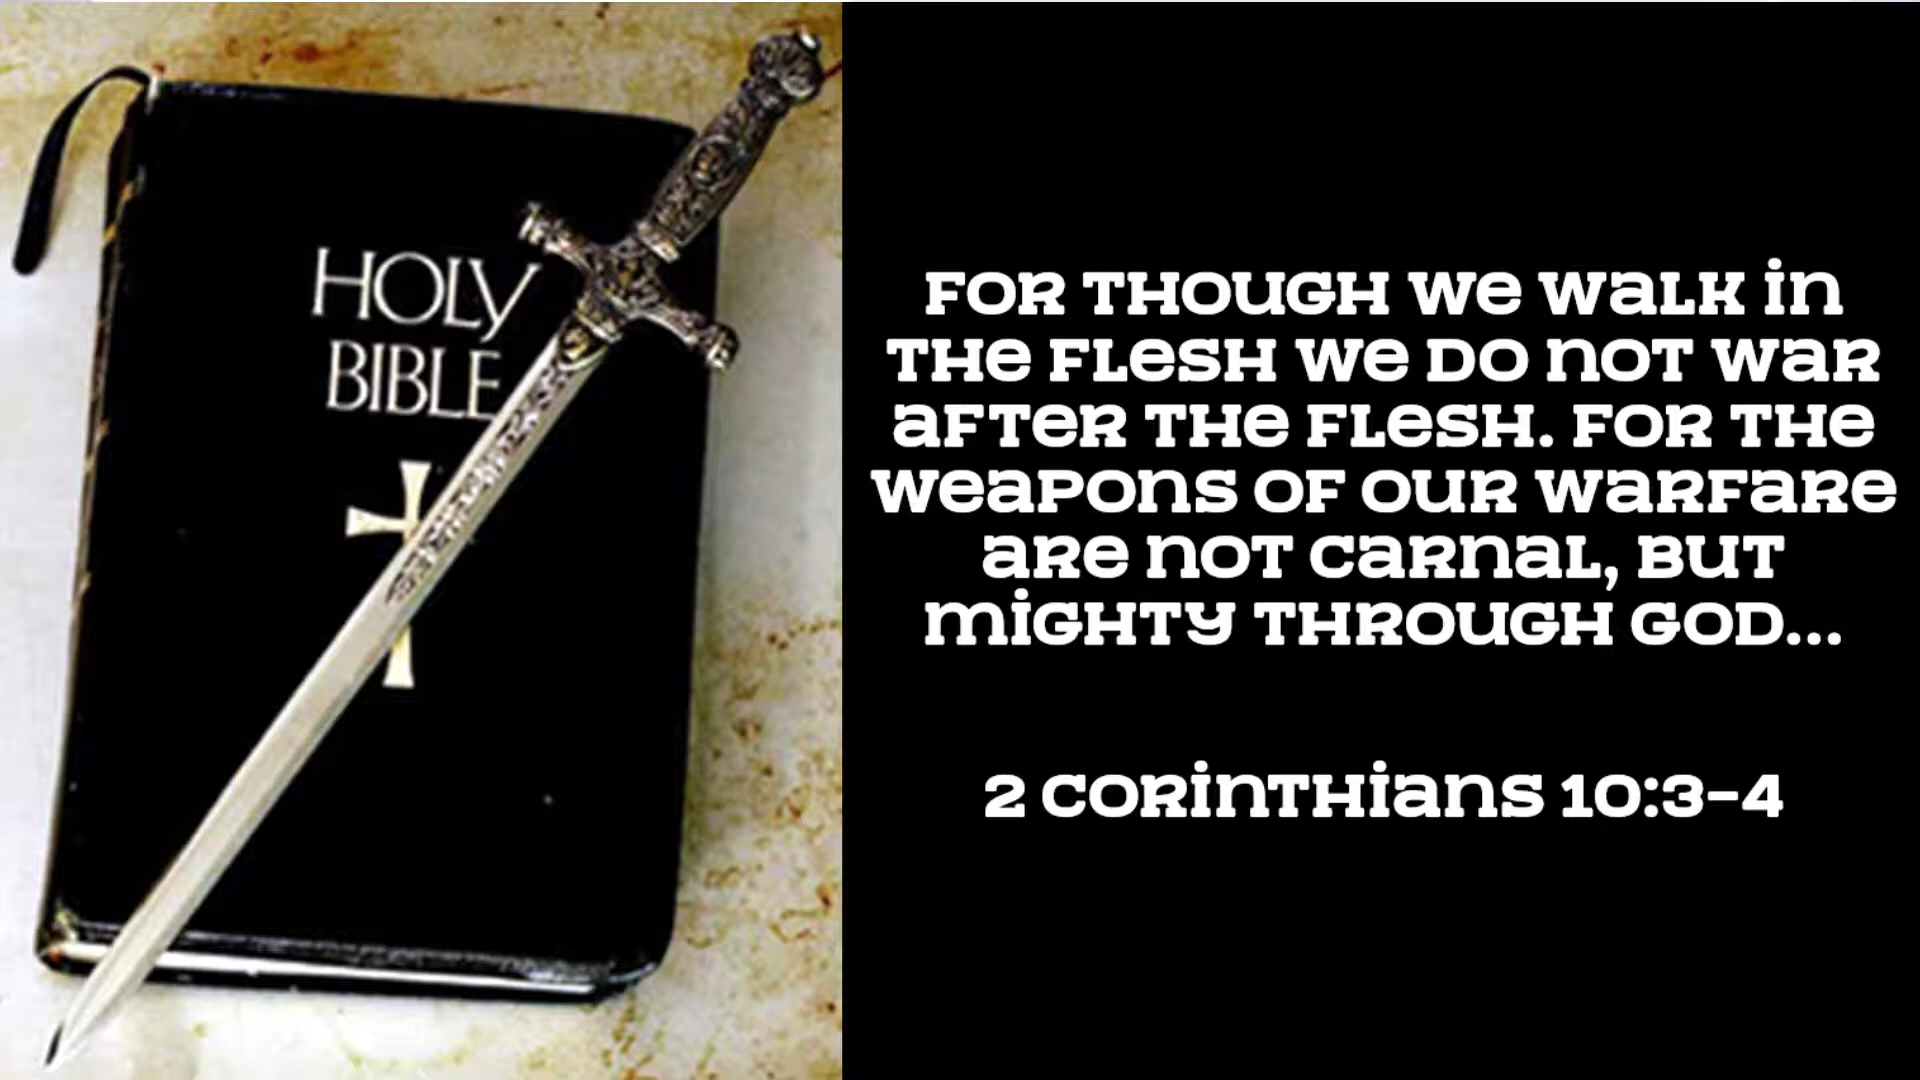 HOLY
BIBLE
FOR THOUGH WE WALK IN
THE FLESH WE DO NOT WAR
AFTER THE FLESH. FOR THE
WEAPONS OF OUR WARFARE
ARE NOT CARNAL, BUT
MIGHTY THROUGH GOD...
2 CORINTHIANS 10:3-4